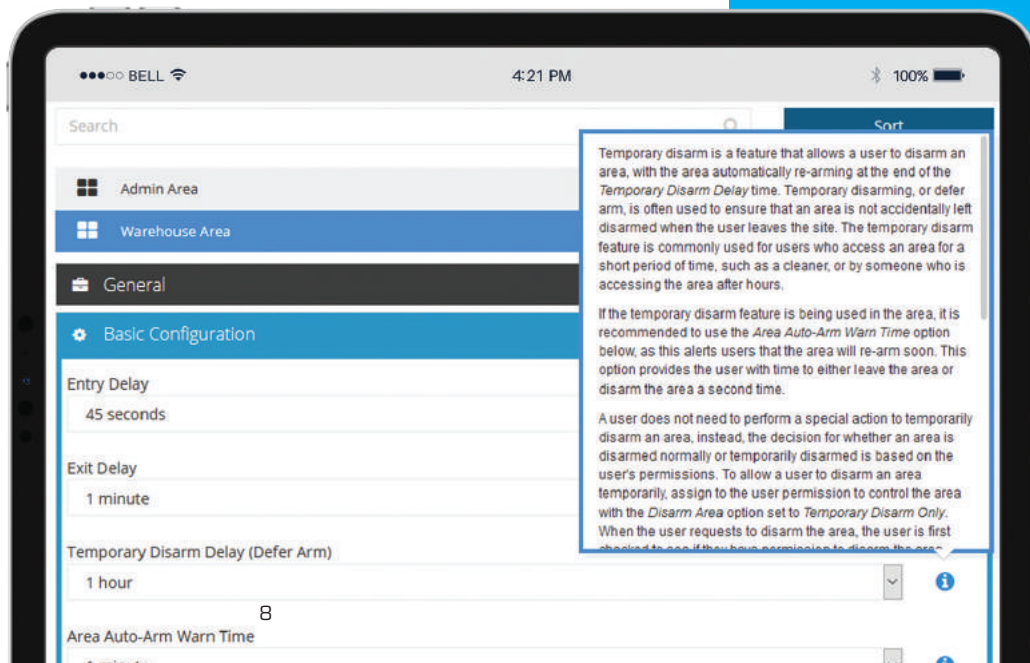 BELL
4:21 PM
100%
Search
Sort
Admin Area
Warehouse Area
General
Basic Configuration
Entry Delay
45 seconds
Exit Delay
1 minute
Temporary Disarm Delay (Defer Arm)
1 hour
8
Area Auto-Arm Warn Time
Temporary disarm is a feature that allows a user to disarm an
area, with the area automatically re-arming at the end of the
Temporary Disarm Delay time. Temporary disarming, or defer
arm, is often used to ensure that an area is not accidentally left
disarmed when the user leaves the site. The temporary disarm
feature is commonly used for users who access an area for a
short period of time, such as a cleaner, or by someone who is
accessing the area after hours.
If the temporary disarm feature is being used in the area, it is
recommended to use the Area Auto-Arm Warn Time option
below, as this alerts users that the area will re-arm soon. This
option provides the user with time to either leave the area or
disarm the area a second time.
A user does not need to perform a special action to temporarily
disarm an area, instead, the decision for whether an area is
disarmed normally or temporarily disarmed is based on the
user's permissions. To allow a user to disarm an area
temporarily, assign to the user permission to control the area
with the Disarm Area option set to Temporary Disarm Only.
When the user requests to disarm the area, the user is first